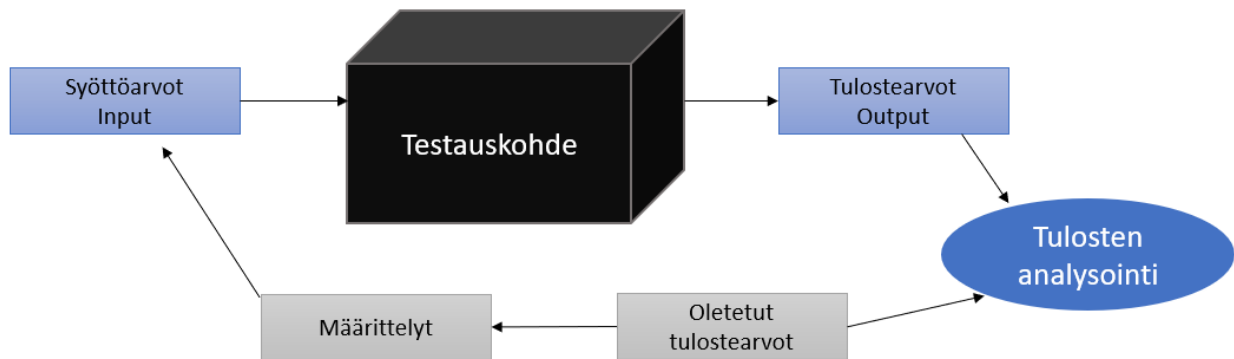 Syöttöarvot
Input
Testauskohde
Tulostearvot
Output
Tulosten
analysointi
Määrittelyt
Oletetut
tulostearvot